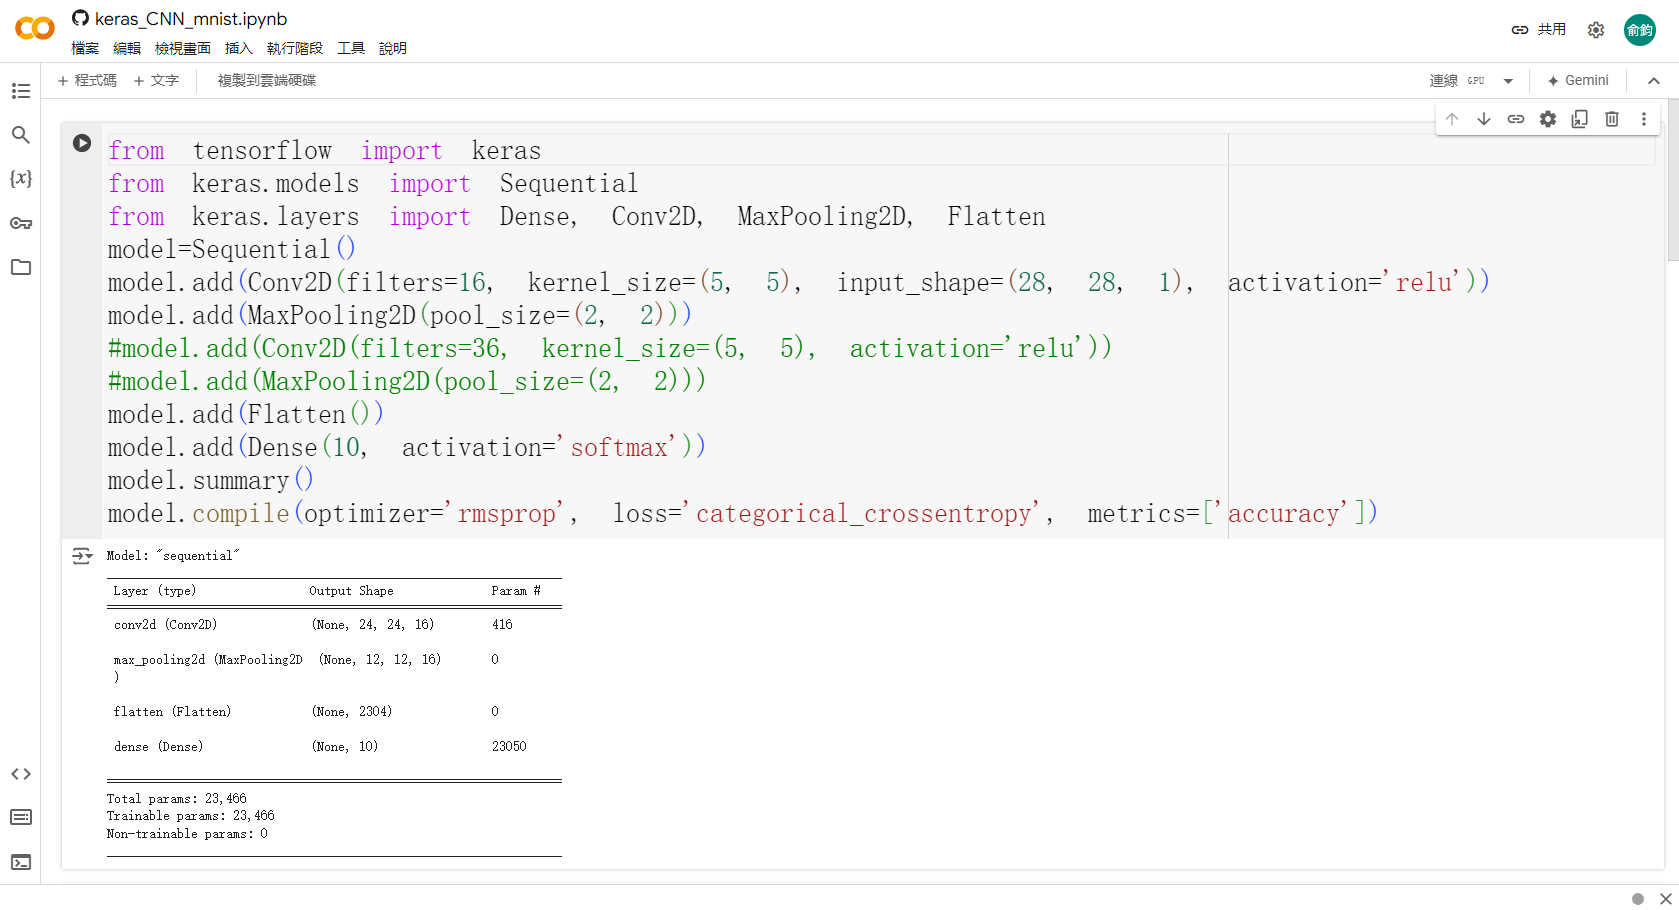 keras_CNN_mnist.ipynb
檔案 編輯 檢視畫面 插入 執行階段 工具 說明
共用
俞鈞
+ 程式碼 + 文字 複製到雲端硬碟
連線 GPU
Gemini
from tensorflow import keras
from keras.models import Sequential
from keras.layers import Dense, Conv2D, MaxPooling2D, Flatten
model=Sequential()
model.add(Conv2D(filters=16, kernel_size=(5, 5), input_shape=(28, 28, 1), activation='relu'))
model.add(MaxPooling2D(pool_size=(2, 2)))
#model.add(Conv2D(filters=36, kernel_size=(5, 5), activation='relu'))
#model.add(MaxPooling2D(pool_size=(2, 2)))
model.add(Flatten())
model.add(Dense(10, activation='softmax'))
model.summary()
model.compile(optimizer='rmsprop', loss='categorical_crossentropy', metrics=['accuracy'])
Model: "sequential"
Layer (type) Output Shape Param #
conv2d (Conv2D) (None, 24, 24, 16) 416
max_pooling2d (MaxPooling2D (None, 12, 12, 16) 0
)
flatten (Flatten) (None, 2304) 0
dense (Dense) (None, 10) 23050
Total params: 23,466
Trainable params: 23,466
Non-trainable params: 0